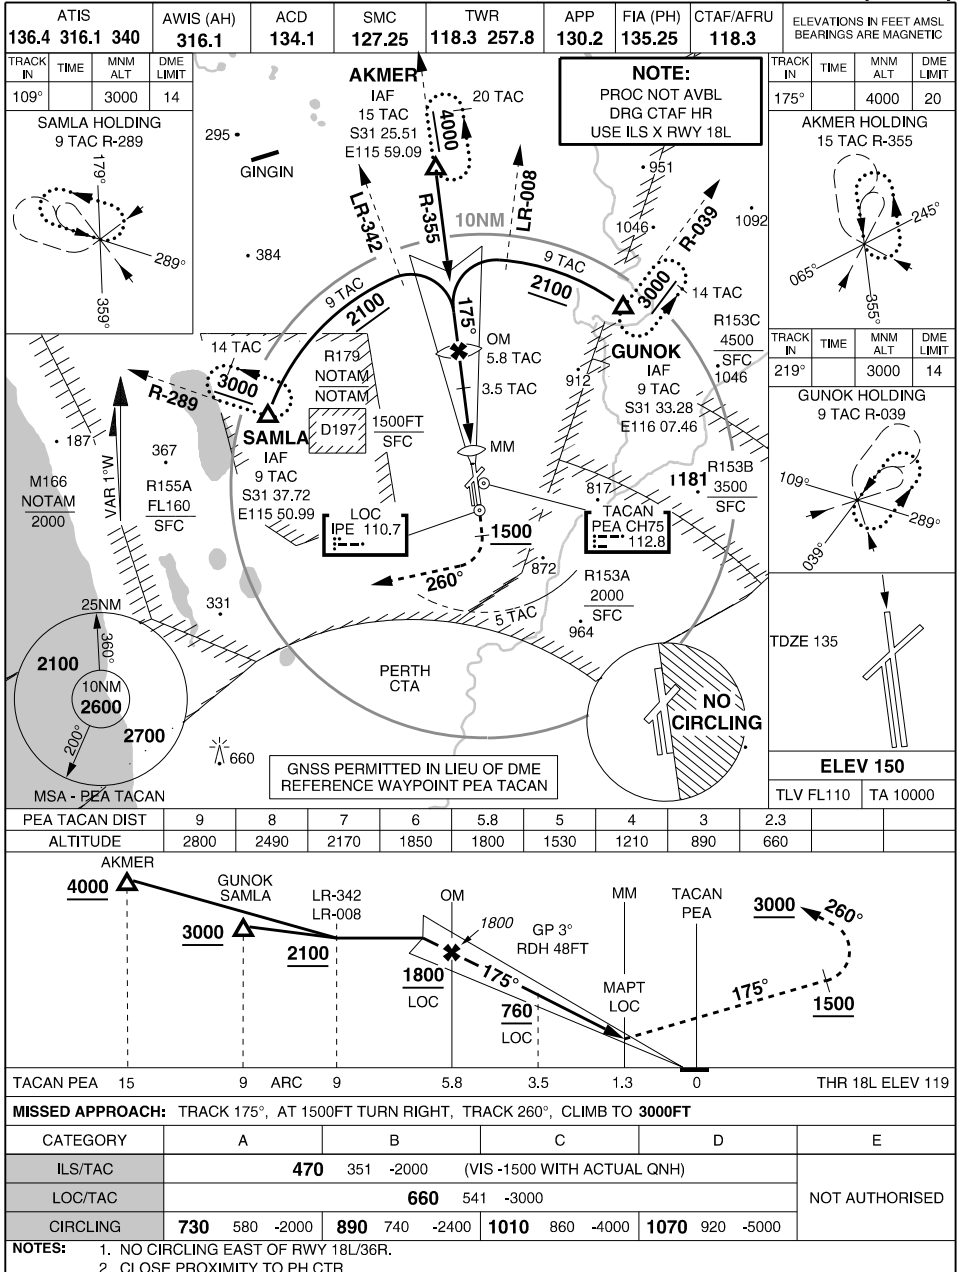 ATIS
136.4 316.1 340
AWIS (AH)
316.1
ACD
134.1
SMC
127.25
TWR
118.3 257.8
APP
130.2
FIA (PH)
135.25
CTAF/AFRU
118.3
ELEVATIONS IN FEET AMSL
BEARINGS ARE MAGNETIC
TRACK IN TIME MNM ALT DME LIMIT
109° 3000 14
SAMLA HOLDING
9 TAC R-289
179°
289°
359°
TRACK IN TIME MNM ALT DME LIMIT
175° 4000 20
AKMER HOLDING
15 TAC R-355
245°
065°
355°
TRACK IN TIME MNM ALT DME LIMIT
219° 3000 14
GUNOK HOLDING
9 TAC R-039
109°
289°
039°
NOTE:
PROC NOT AVBL
DRG CTAF HR
USE ILS X RWY 18L
AKMER
IAF
15 TAC
S31 25.51
E115 59.09
20 TAC
4000
295
GINGIN
384
LR-342
R-355
LR-008
10NM
951
1046
1092
R-039
9 TAC
2100
9 TAC
2100
3000
14 TAC
175°
OM
5.8 TAC
3.5 TAC
GUNOK
IAF
9 TAC
S31 33.28
E116 07.46
R153C
4500
SFC
1046
912
14 TAC
3000
R-289
R179
NOTAM
NOTAM
D197
1500FT
SFC
SAMLA
IAF
9 TAC
S31 37.72
E115 50.99
MM
187
VAR 1°W
367
R155A
FL160
SFC
M166
NOTAM
2000
LOC
IPE 110.7
1500
817
1181
R153B
3500
SFC
TACAN
PEA CH75
112.8
260°
872
R153A
2000
SFC
5 TAC
964
331
25NM
360°
2100
10NM
2600
200°
2700
MSA - PEA TACAN
PERTH
CTA
660
GNSS PERMITTED IN LIEU OF DME
REFERENCE WAYPOINT PEA TACAN
NO
CIRCLING
TDZE 135
ELEV 150
TLV FL110 TA 10000
PEA TACAN DIST 9 8 7 6 5.8 5 4 3 2.3
ALTITUDE 2800 2490 2170 1850 1800 1530 1210 890 660
AKMER
4000
GUNOK
SAMLA
3000
LR-342
LR-008
2100
OM
1800
GP 3°
RDH 48FT
1800
LOC
175°
760
LOC
MM
MAPT
LOC
TACAN
PEA
175°
3000
260°
1500
TACAN PEA 15 9 ARC 9 5.8 3.5 1.3 0 THR 18L ELEV 119
MISSED APPROACH: TRACK 175°, AT 1500FT TURN RIGHT, TRACK 260°, CLIMB TO 3000FT
CATEGORY A B C D E
ILS/TAC 470 351 -2000 (VIS -1500 WITH ACTUAL QNH)
LOC/TAC 660 541 -3000
NOT AUTHORISED
CIRCLING 730 580 -2000 890 740 -2400 1010 860 -4000 1070 920 -5000
NOTES: 1. NO CIRCLING EAST OF RWY 18L/36R.
2. CLOSE PROXIMITY TO PH CTR